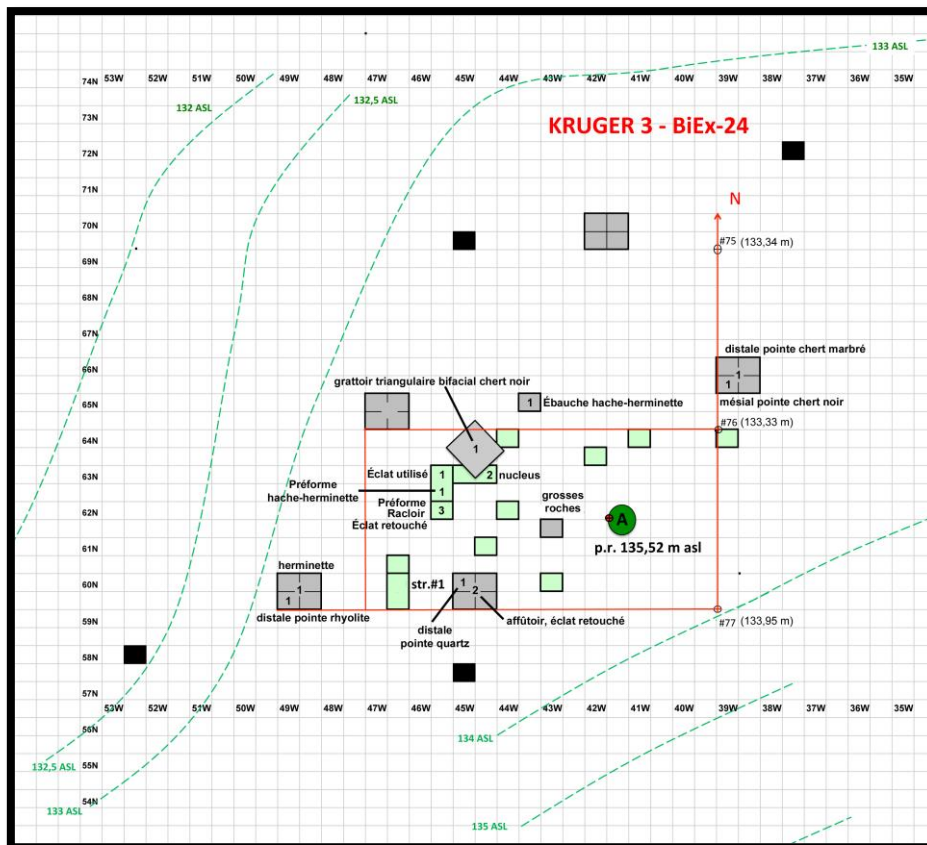 53W 52W 51W 50W 49W 48W 47W 46W 45W 44W 43W 42W 41W 40W 39W 38W 37W 36W 35W
133 ASL
74N
132 ASL
132,5 ASL
73N
KRUGER 3 - BiEx-24
72N
71N
N
70N
#75 (133,34 m)
69N
68N
67N
distale pointe chert marbré
66N
grattoir triangulaire bifacial chert noir
1
1
65N
1
Ébauche hache-herminette
mésial pointe chert noir
#76 (133,33 m)
64N
1
63N
Éclat utilisé
1
2
nucleus
Préforme
hache-herminette
1
grosses
roches
62N
Préforme
Racloir
3
Éclat retouché
A
61N
p.r. 135,52 m asl
herminette
str.#1
60N
1
1
1
2
59N
distale pointe rhyolite
distale
pointe quartz
affûtoir, éclat retouché
#77 (133,95 m)
58N
57N
53W 52W 51W 50W 49W 48W 47W 46W 45W 44W 43W 42W 41W 40W 39W 38W 37W 36W 35W
56N
134 ASL
55N
132,5 ASL
54N
133 ASL
135 ASL